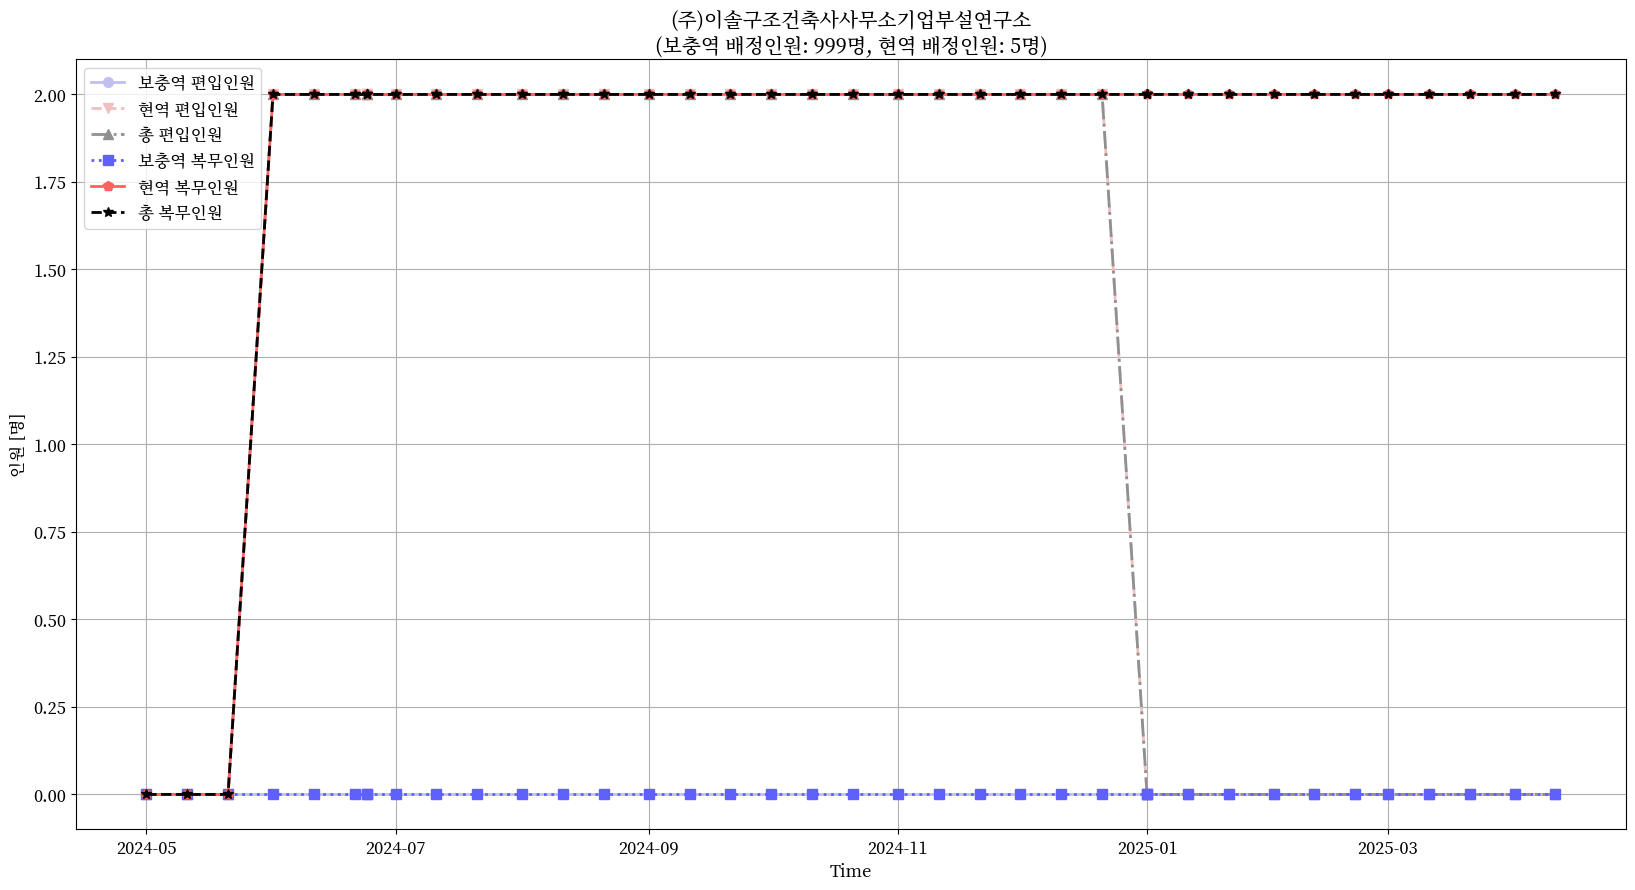 (주)이솔구조건축사사무소기업부설연구소
(보충역 배정인원: 999명, 현역 배정인원: 5명)
보충역 편입인원
현역 편입인원
총 편입인원
보충역 복무인원
현역 복무인원
총 복무인원
2.00
1.75
1.50
1.25
1.00
0.75
0.50
0.25
0.00
인원 [명]
2024-05
2024-07
2024-09
2024-11
2025-01
2025-03
Time